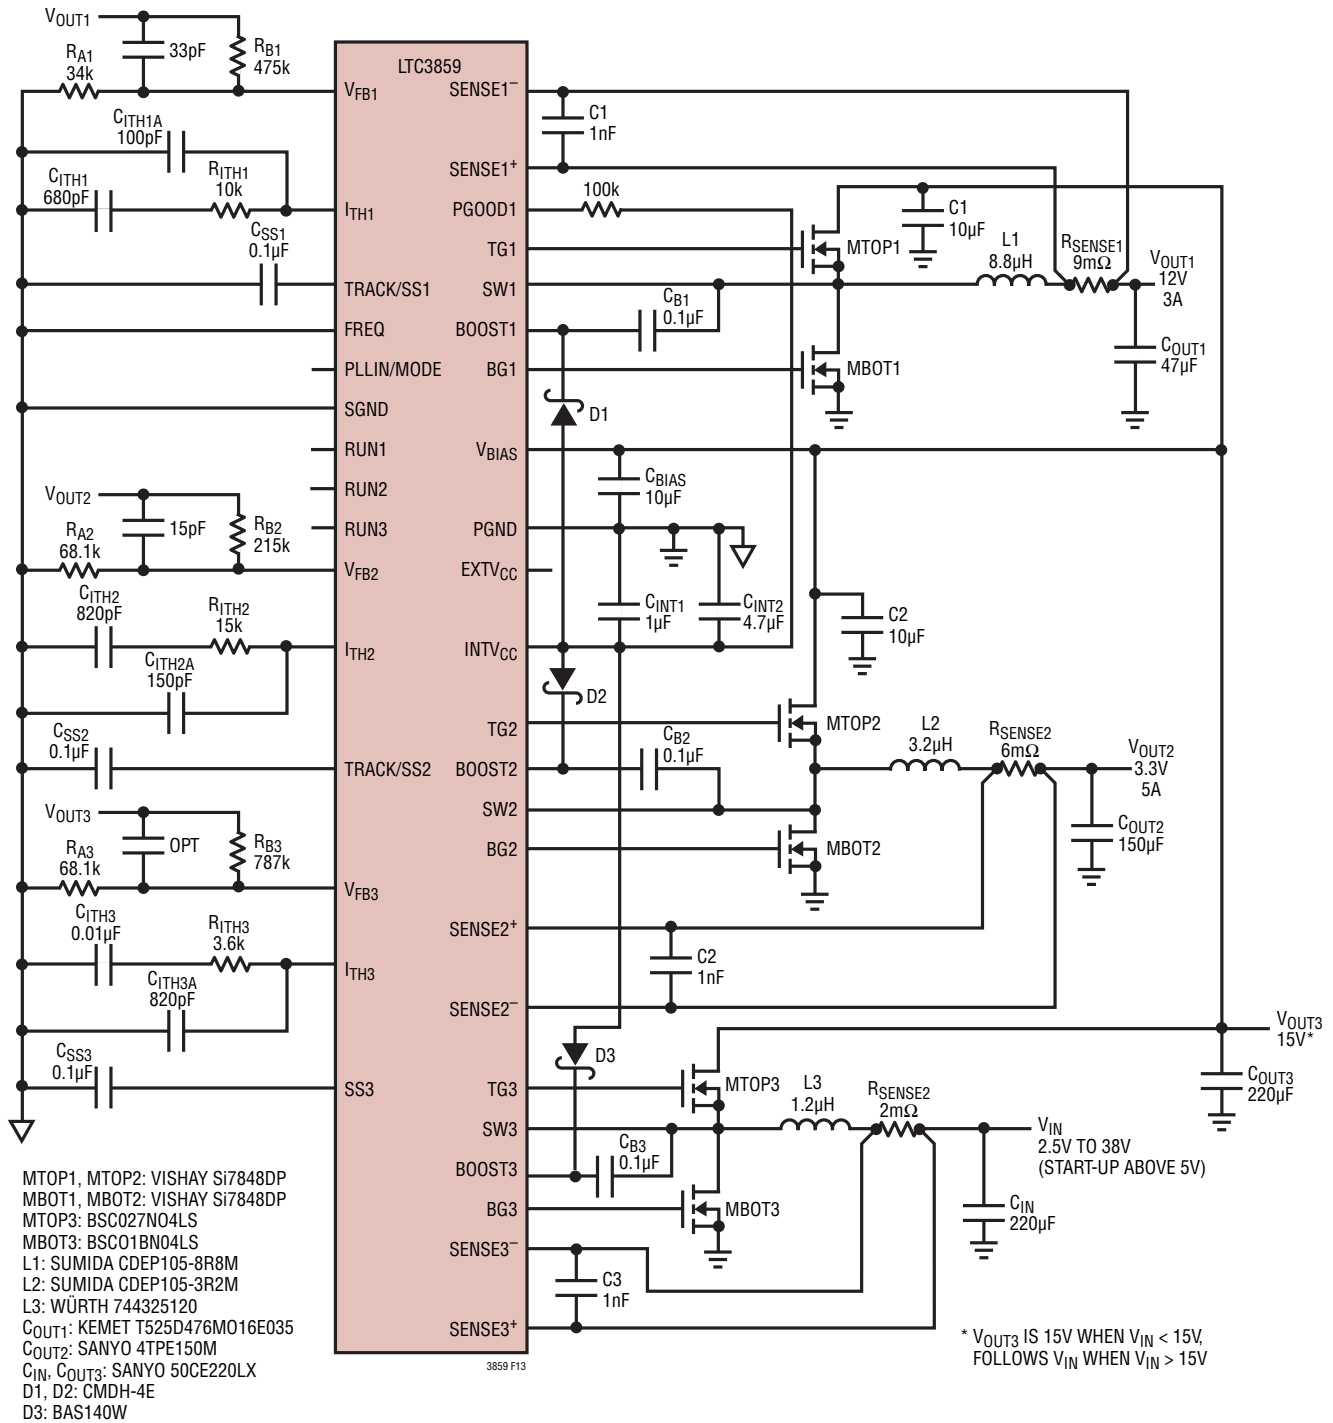 VOUT1
33pF
RB1
475k
RA1
34k
CITH1A
100pF
CITH1
680pF
RITH1
10k
CSS1
0.1µF
VOUT2
15pF
RB2
215k
RA2
68.1k
CITH2
820pF
RITH2
15k
CITH2A
150pF
CSS2
0.1µF
VOUT3
OPT
RB3
787k
RA3
68.1k
CITH3
0.01µF
RITH3
3.6k
CITH3A
820pF
CSS3
0.1µF
LTC3859
VFB1
ITH1
TRACK/SS1
FREQ
PLLIN/MODE
SGND
RUN1
RUN2
RUN3
VFB2
ITH2
TRACK/SS2
VFB3
ITH3
SS3
SENSE1–
SENSE1+
PGOOD1
TG1
SW1
BOOST1
BG1
VBIAS
PGND
EXTVCC
INTVCC
TG2
BOOST2
SW2
BG2
SENSE2+
SENSE2–
TG3
SW3
BOOST3
BG3
SENSE3–
SENSE3+
C1
1nF
100k
C1
10µF
MTOP1
L1
8.8µH
RSENSE1
9mΩ
VOUT1
12V
3A
CB1
0.1µF
MBOT1
COUT1
47µF
D1
CBIAS
10µF
CINT1
1µF
CINT2
4.7µF
C2
10µF
D2
MTOP2
L2
3.2µH
RSENSE2
6mΩ
VOUT2
3.3V
5A
CB2
0.1µF
MBOT2
COUT2
150µF
C2
1nF
D3
VOUT3
15V*
MTOP3
L3
1.2µH
RSENSE2
2mΩ
COUT3
220µF
VIN
2.5V TO 38V
(START-UP ABOVE 5V)
CB3
0.1µF
MBOT3
CIN
220µF
C3
1nF
MTOP1, MTOP2: VISHAY Si7848DP
MBOT1, MBOT2: VISHAY Si7848DP
MTOP3: BSC027NO4LS
MBOT3: BSCO1BN04LS
L1: SUMIDA CDEP105-8R8M
L2: SUMIDA CDEP105-3R2M
L3: WÜRTH 744325120
COUT1: KEMET T525D476MO16E035
COUT2: SANYO 4TPE150M
CIN, COUT3: SANYO 50CE220LX
D1, D2: CMDH-4E
D3: BAS140W
3859 F13
* VOUT3 IS 15V WHEN VIN < 15V,
FOLLOWS VIN WHEN VIN > 15V